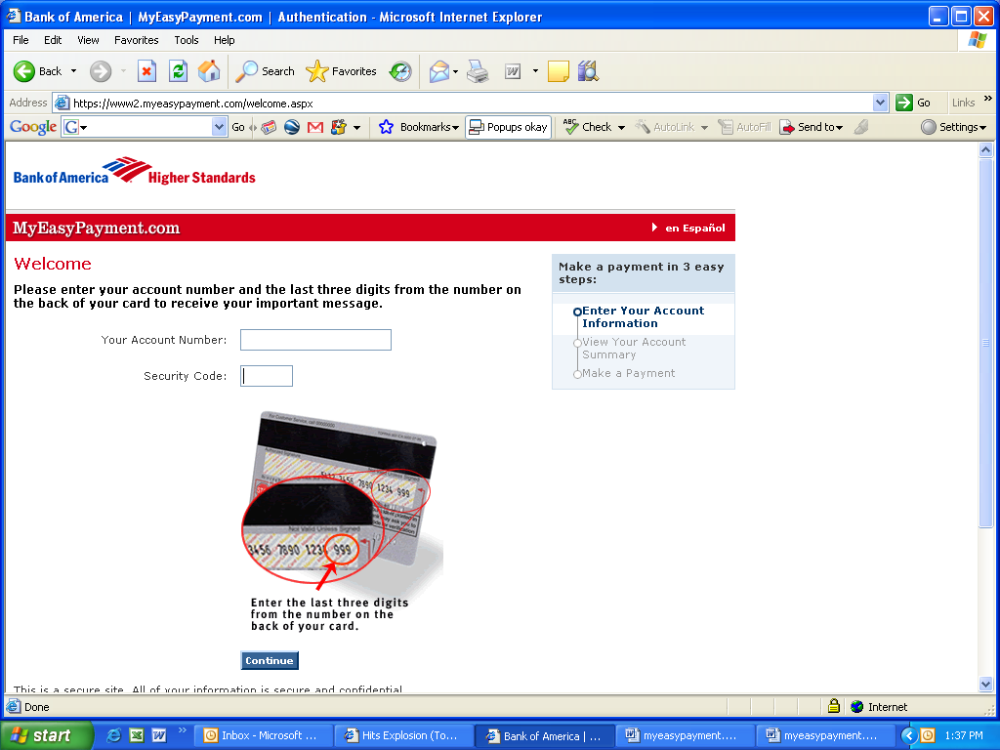 Bank of America | MyEasyPayment.com | Authentication - Microsoft Internet Explorer
File Edit View Favorites Tools Help
Back Search Favorites
Address https://www2.myeasypayment.com/welcome.aspx Go Links »
Google G Go Bookmarks Popups okay ABC Check AutoLink AutoFill Send to Settings
Bank of America Higher Standards
MyEasyPayment.com en Español
Welcome
Please enter your account number and the last three digits from the number on
the back of your card to receive your important message.
Your Account Number:
Security Code:
Make a payment in 3 easy
steps:
Enter Your Account
Information
View Your Account
Summary
Make a Payment
Not Valid Unless Signed
7890 1234 999
3456 7890 1234 999
Enter the last three digits
from the number on the
back of your card.
Continue
This is a secure site. All of your information is secure and confidential.
Done Internet
start » Inbox - Microsoft ... Hits Explosion (To... Bank of America | ... myeasypayment.... myeasypayment.... 1:37 PM